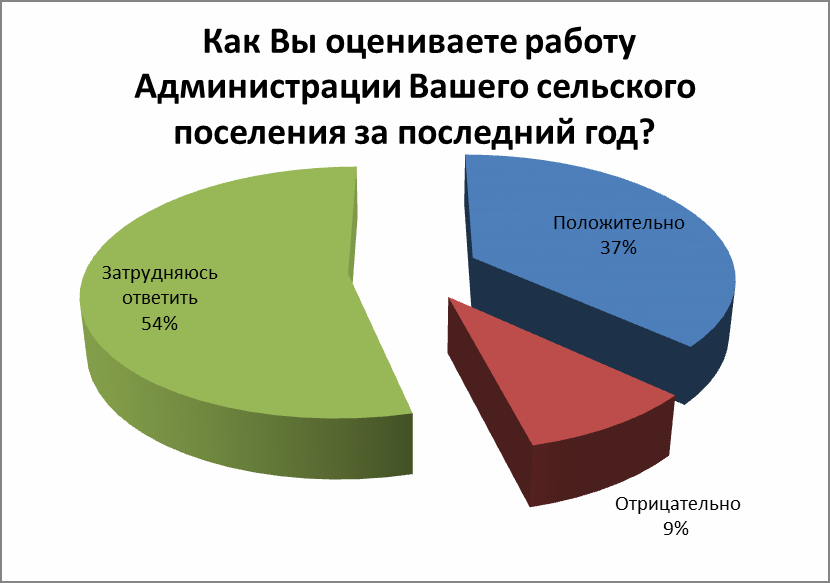 Как Вы оцениваете работу
Администрации Вашего сельского
поселения за последний год?
Положительно
37%
Затрудняюсь
ответить
54%
Отрицательно
9%